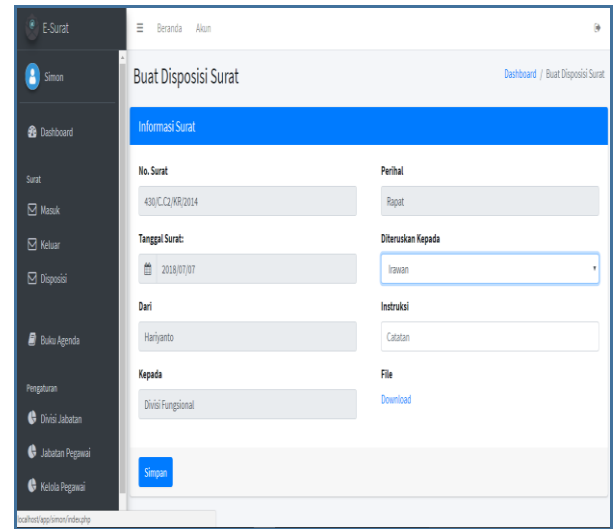 E-Surat
Beranda Akun
Simon
Buat Disposisi Surat
Dashboard / Buat Disposisi Surat
Dashboard
Surat
Masuk
Keluar
Disposisi
Buku Agenda
Pengaturan
Divisi Jabatan
Jabatan Pegawai
Kelola Pegawai
Informasi Surat
No. Surat
430/C.C2/KR/2014
Tanggal Surat:
2018/07/07
Dari
Hariyanto
Kepada
Divisi Fungsional
Perihal
Rapat
Diteruskan Kepada
Irawan
Instruksi
Catatan
File
Download
Simpan
localhost/app/simon/index.php